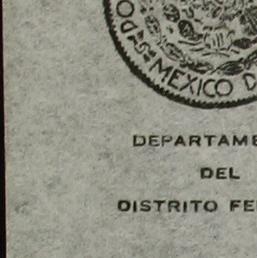 MEXICO D
DEPARTAME
DEL
DISTRITO FE